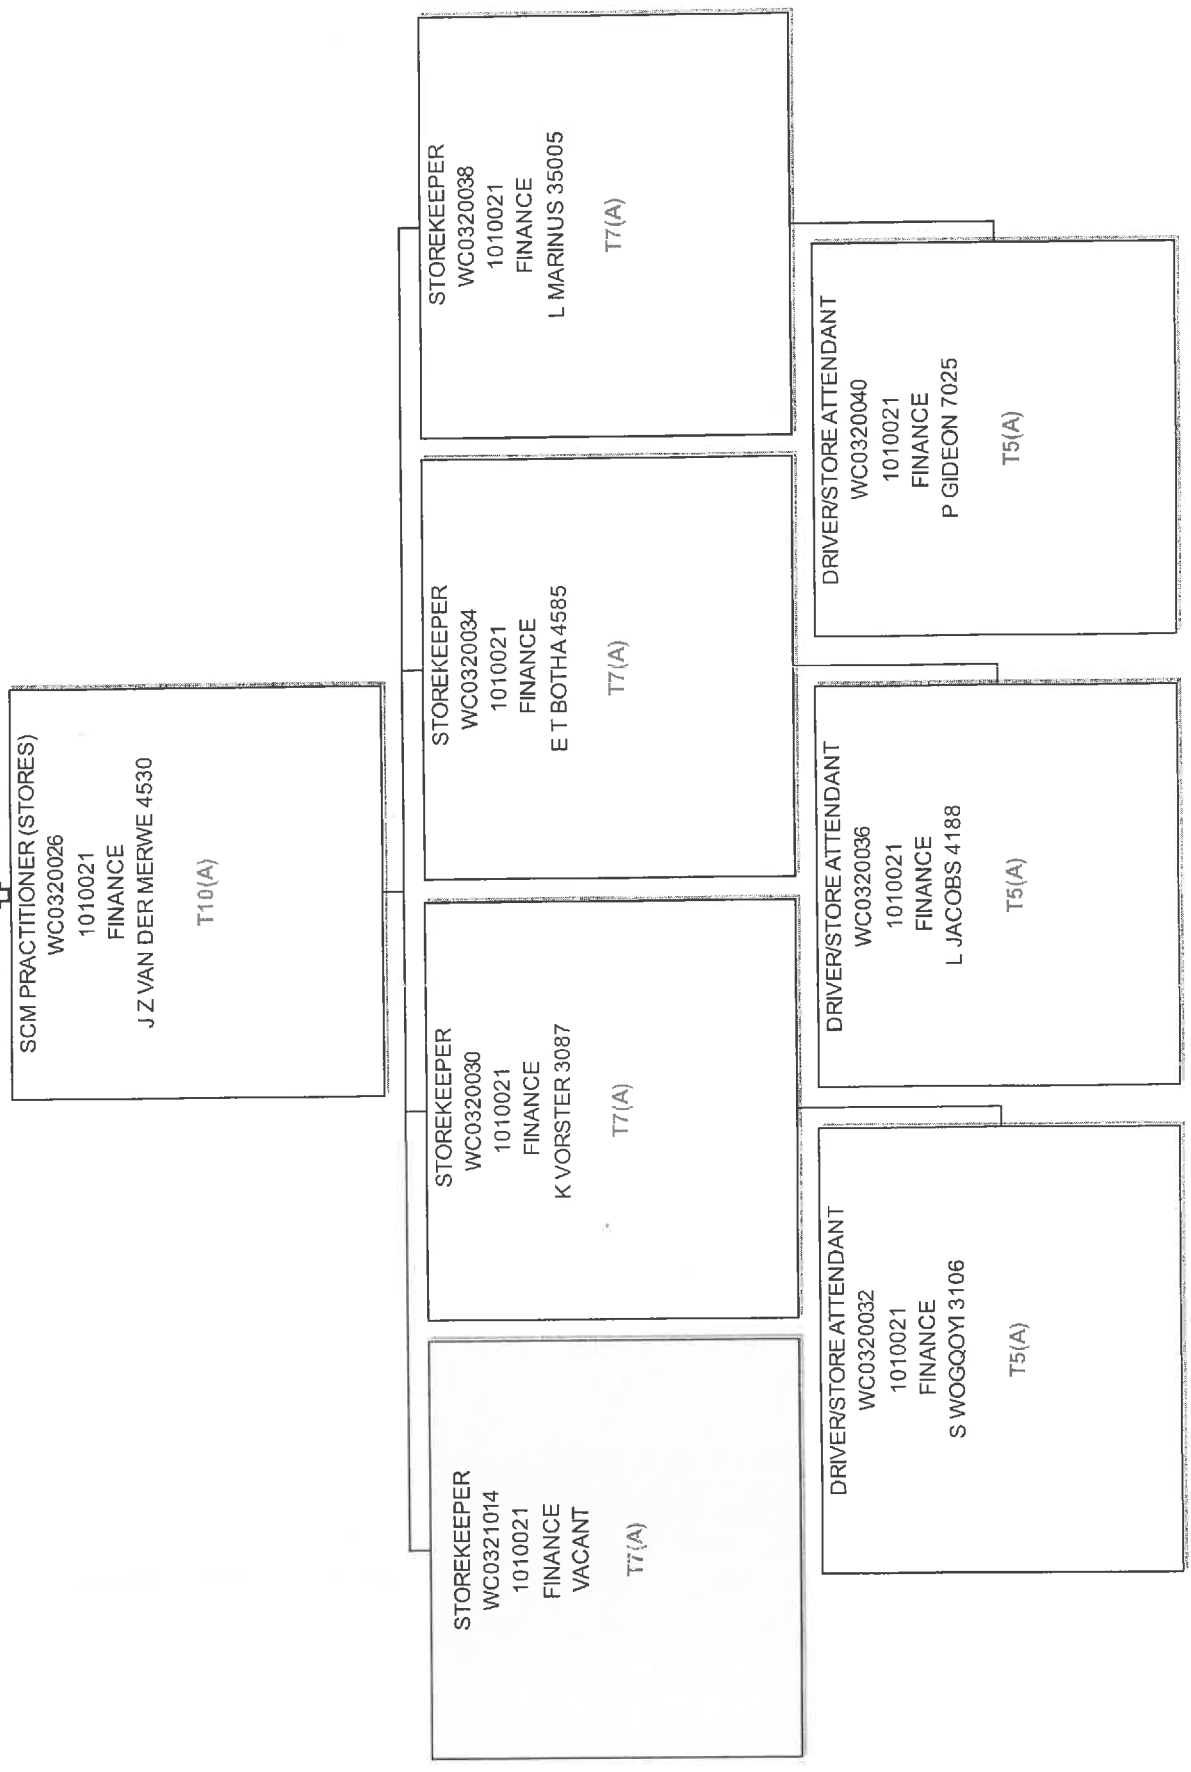 SCM PRACTITIONER (STORES)
WC0320026
1010021
FINANCE
J Z VAN DER MERWE 4530
T10(A)
STOREKEEPER
WC0321014
1010021
FINANCE
VACANT
T7(A)
STOREKEEPER
WC0320030
1010021
FINANCE
K VORSTER 3087
T7(A)
STOREKEEPER
WC0320034
1010021
FINANCE
E T BOTHA 4585
T7(A)
STOREKEEPER
WC0320038
1010021
FINANCE
L MARINUS 35005
T7(A)
DRIVER/STORE ATTENDANT
WC0320032
1010021
FINANCE
S WOGQOYI 3106
T5(A)
DRIVER/STORE ATTENDANT
WC0320036
1010021
FINANCE
L JACOBS 4188
T5(A)
DRIVER/STORE ATTENDANT
WC0320040
1010021
FINANCE
P GIDEON 7025
T5(A)